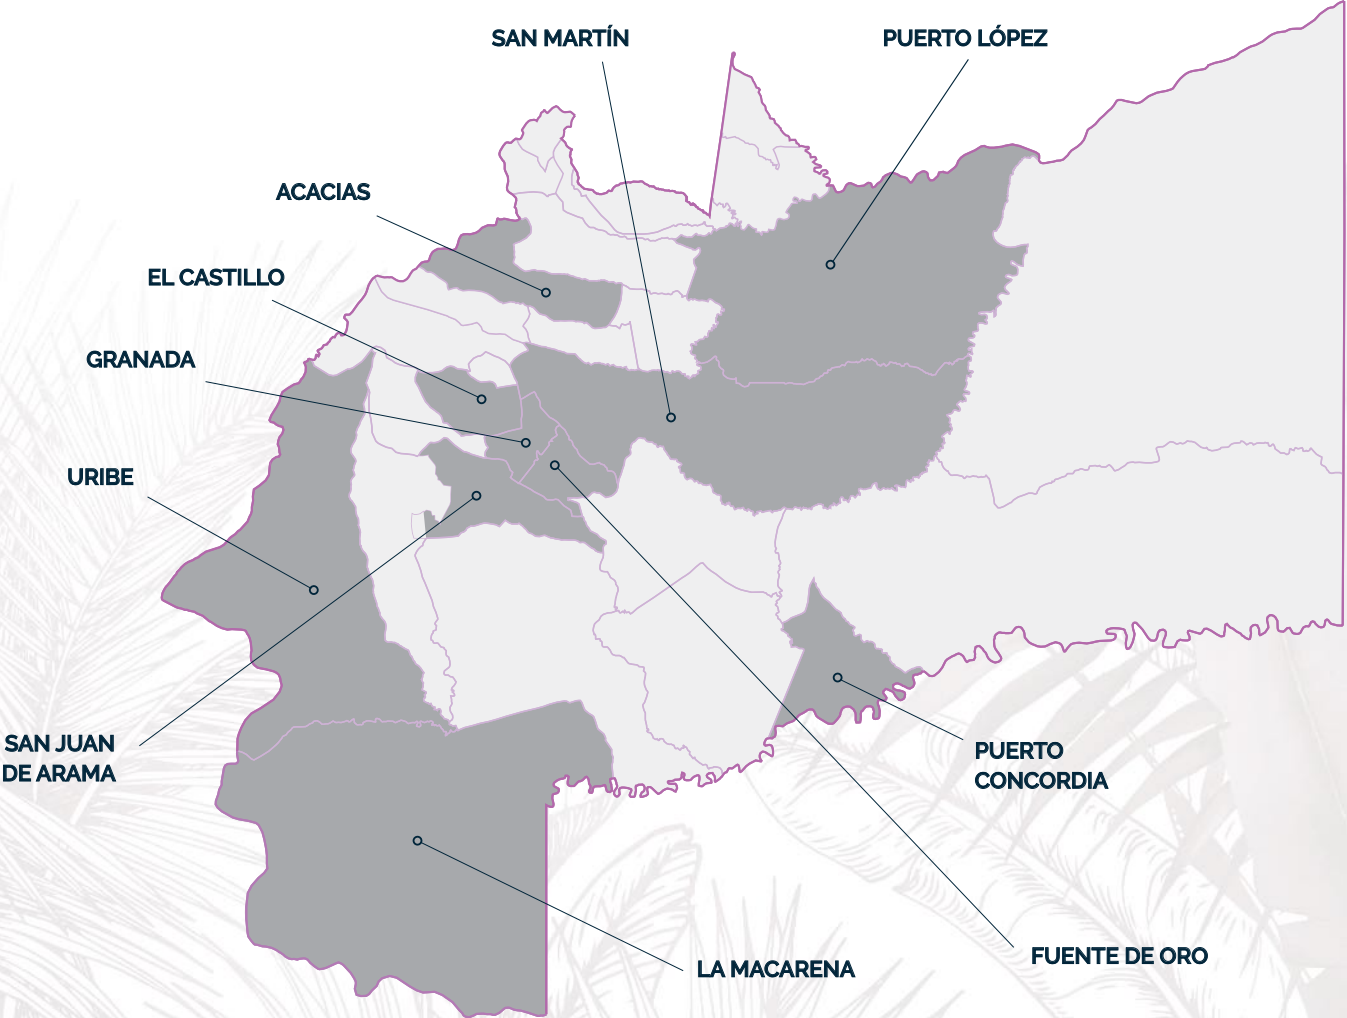 SAN MARTÍN
PUERTO LÓPEZ
ACACIAS
EL CASTILLO
GRANADA
URIBE
SAN JUAN
DE ARAMA
PUERTO
CONCORDIA
FUENTE DE ORO
LA MACARENA